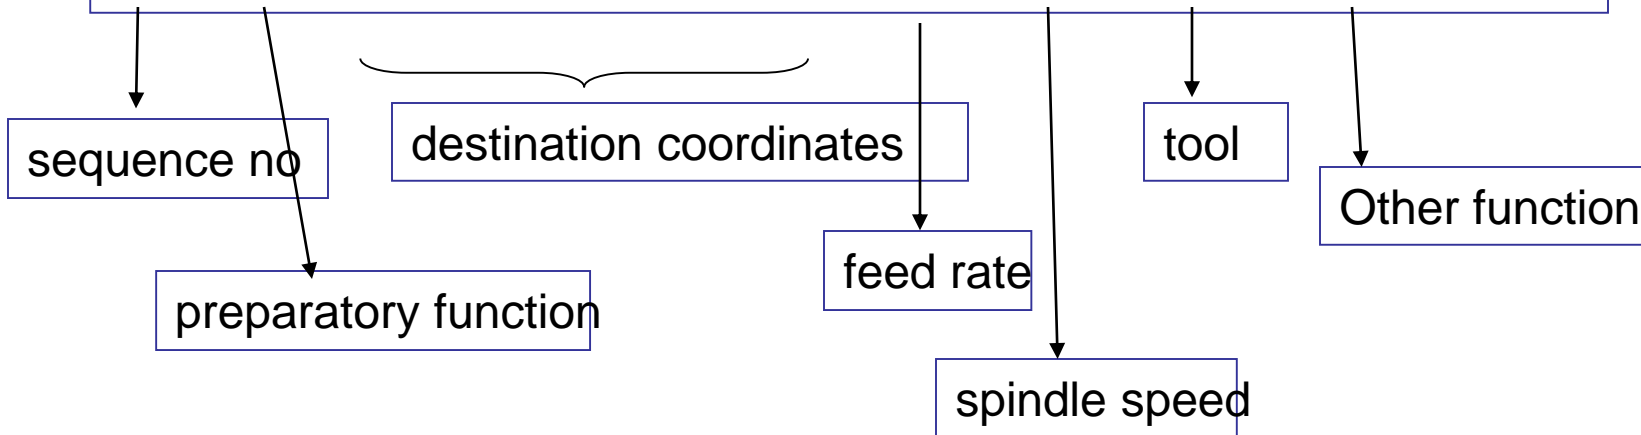 sequence no
destination coordinates
tool
Other function
feed rate
preparatory function
spindle speed